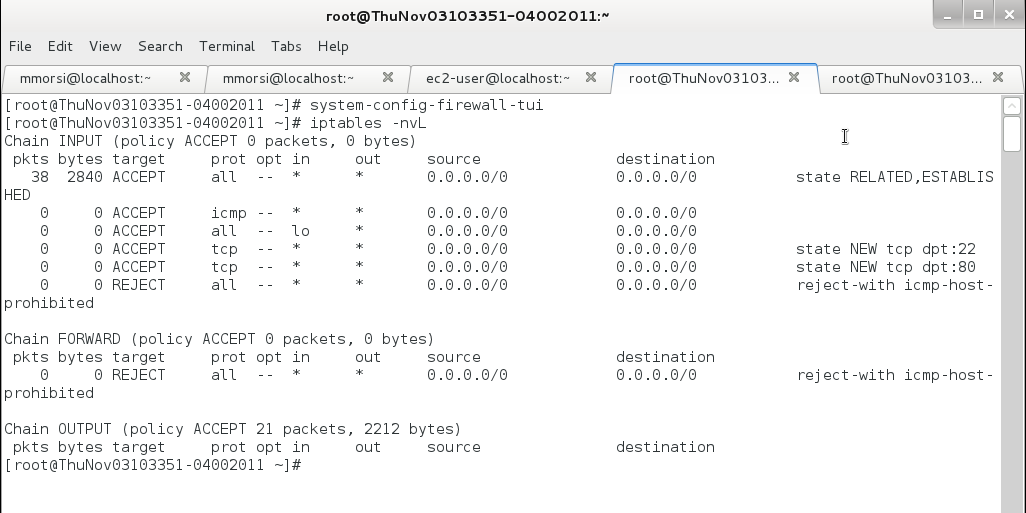 root@ThuNov03103351-04002011:~
File Edit View Search Terminal Tabs Help
mmorsi@localhost:~ mmorsi@localhost:~ ec2-user@localhost:~ root@ThuNov03103... root@ThuNov03103...
[root@ThuNov03103351-04002011 ~]# system-config-firewall-tui
[root@ThuNov03103351-04002011 ~]# iptables -nvL
Chain INPUT (policy ACCEPT 0 packets, 0 bytes)
 pkts bytes target     prot opt in     out     source               destination
   38  2840 ACCEPT     all  --  *      *       0.0.0.0/0            0.0.0.0/0           state RELATED,ESTABLIS
HED
    0     0 ACCEPT     icmp --  *      *       0.0.0.0/0            0.0.0.0/0
    0     0 ACCEPT     all  --  lo     *       0.0.0.0/0            0.0.0.0/0
    0     0 ACCEPT     tcp  --  *      *       0.0.0.0/0            0.0.0.0/0           state NEW tcp dpt:22
    0     0 ACCEPT     tcp  --  *      *       0.0.0.0/0            0.0.0.0/0           state NEW tcp dpt:80
    0     0 REJECT     all  --  *      *       0.0.0.0/0            0.0.0.0/0           reject-with icmp-host-
prohibited
Chain FORWARD (policy ACCEPT 0 packets, 0 bytes)
 pkts bytes target     prot opt in     out     source               destination
    0     0 REJECT     all  --  *      *       0.0.0.0/0            0.0.0.0/0           reject-with icmp-host-
prohibited
Chain OUTPUT (policy ACCEPT 21 packets, 2212 bytes)
 pkts bytes target     prot opt in     out     source               destination
[root@ThuNov03103351-04002011 ~]#